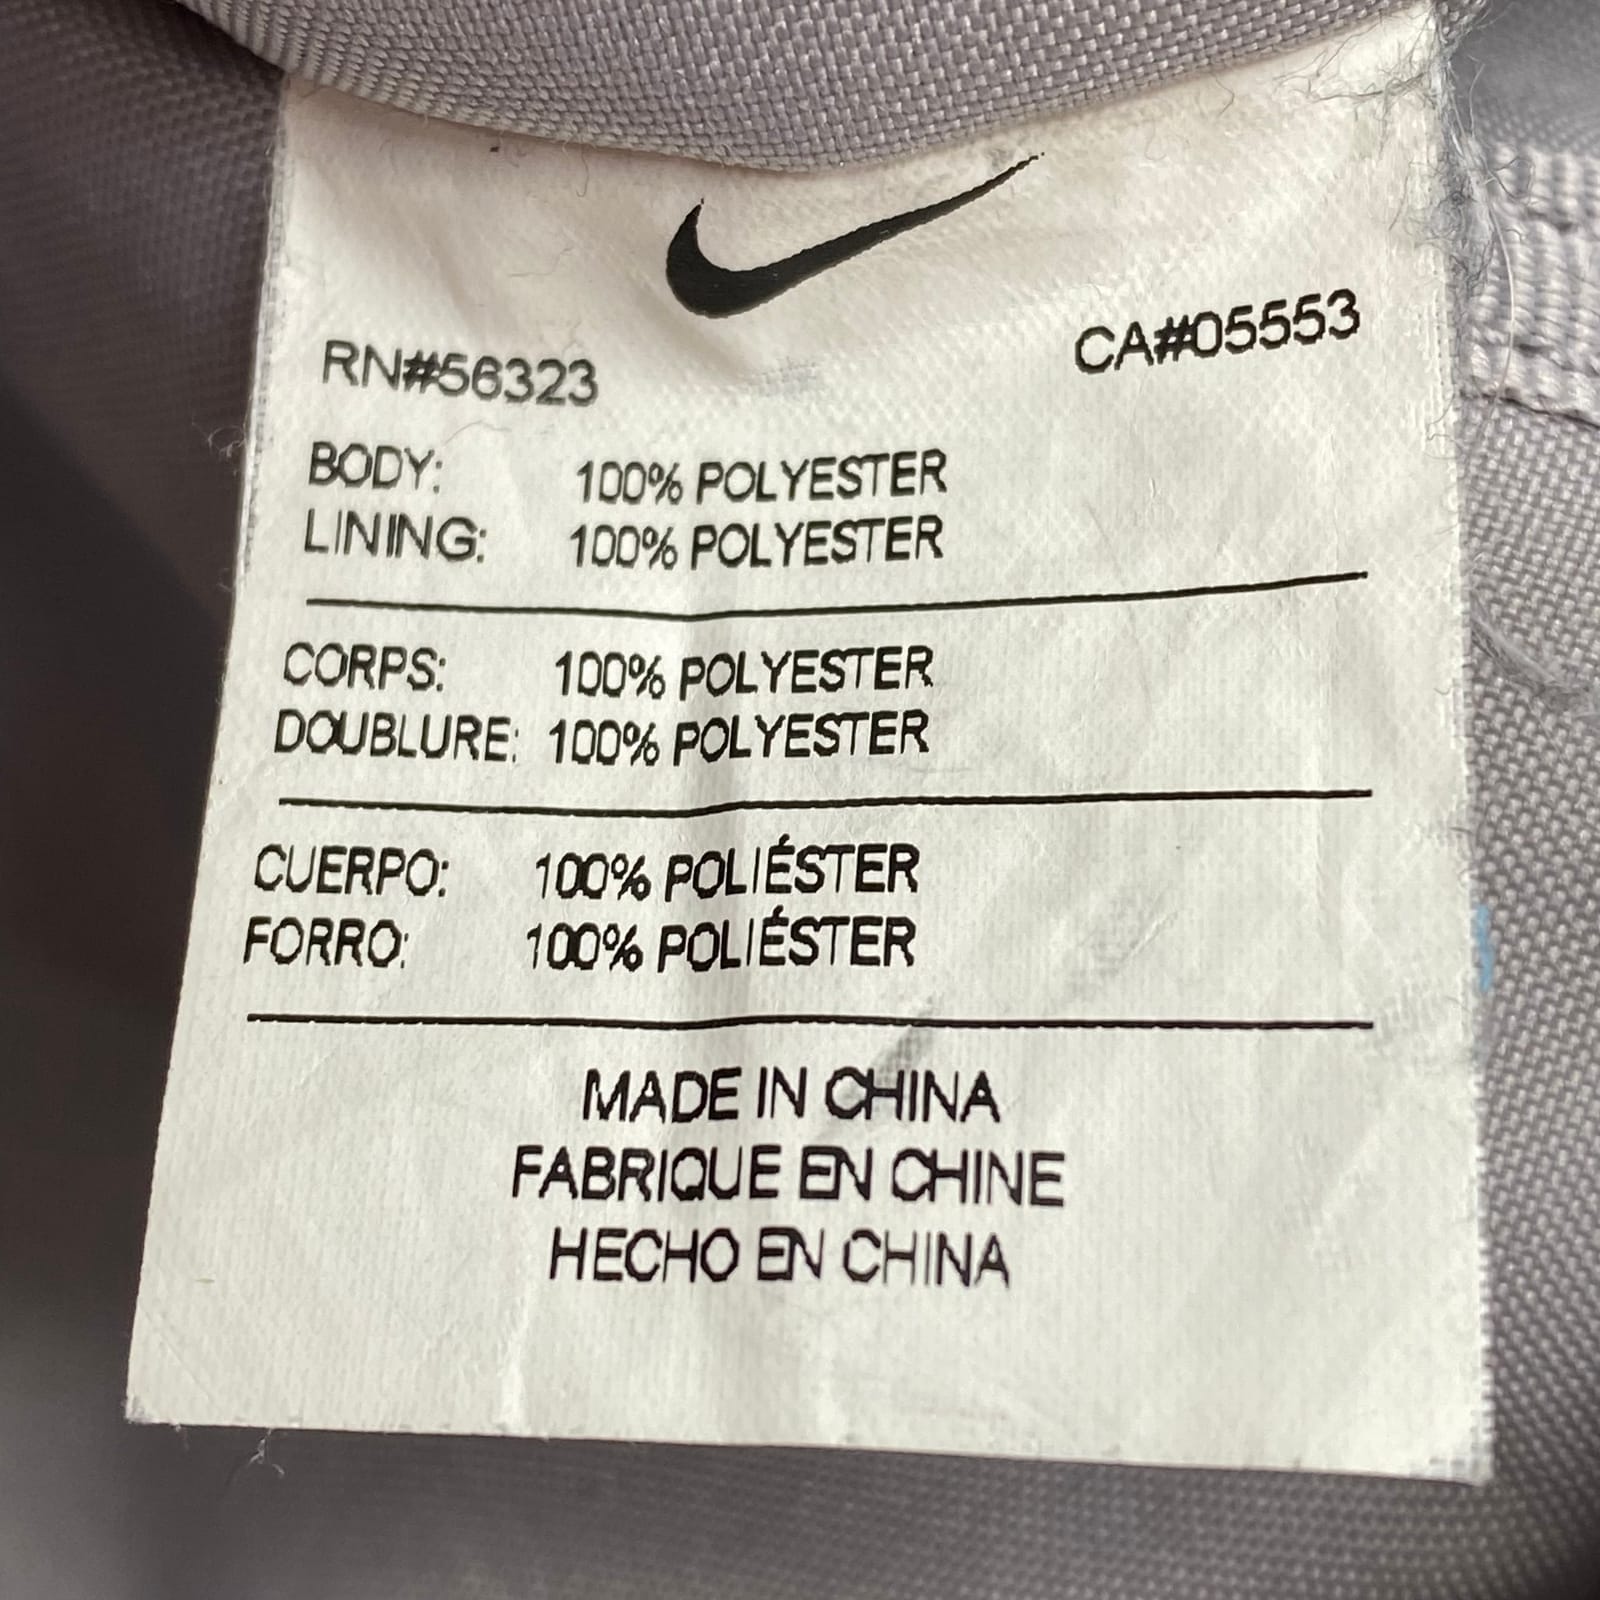 RN#56323 CA#05553
BODY: 100% POLYESTER
LINING: 100% POLYESTER
CORPS: 100% POLYESTER
DOUBLURE: 100% POLYESTER
CUERPO: 100% POLIÉSTER
FORRO: 100% POLIÉSTER
MADE IN CHINA
FABRIQUE EN CHINE
HECHO EN CHINA